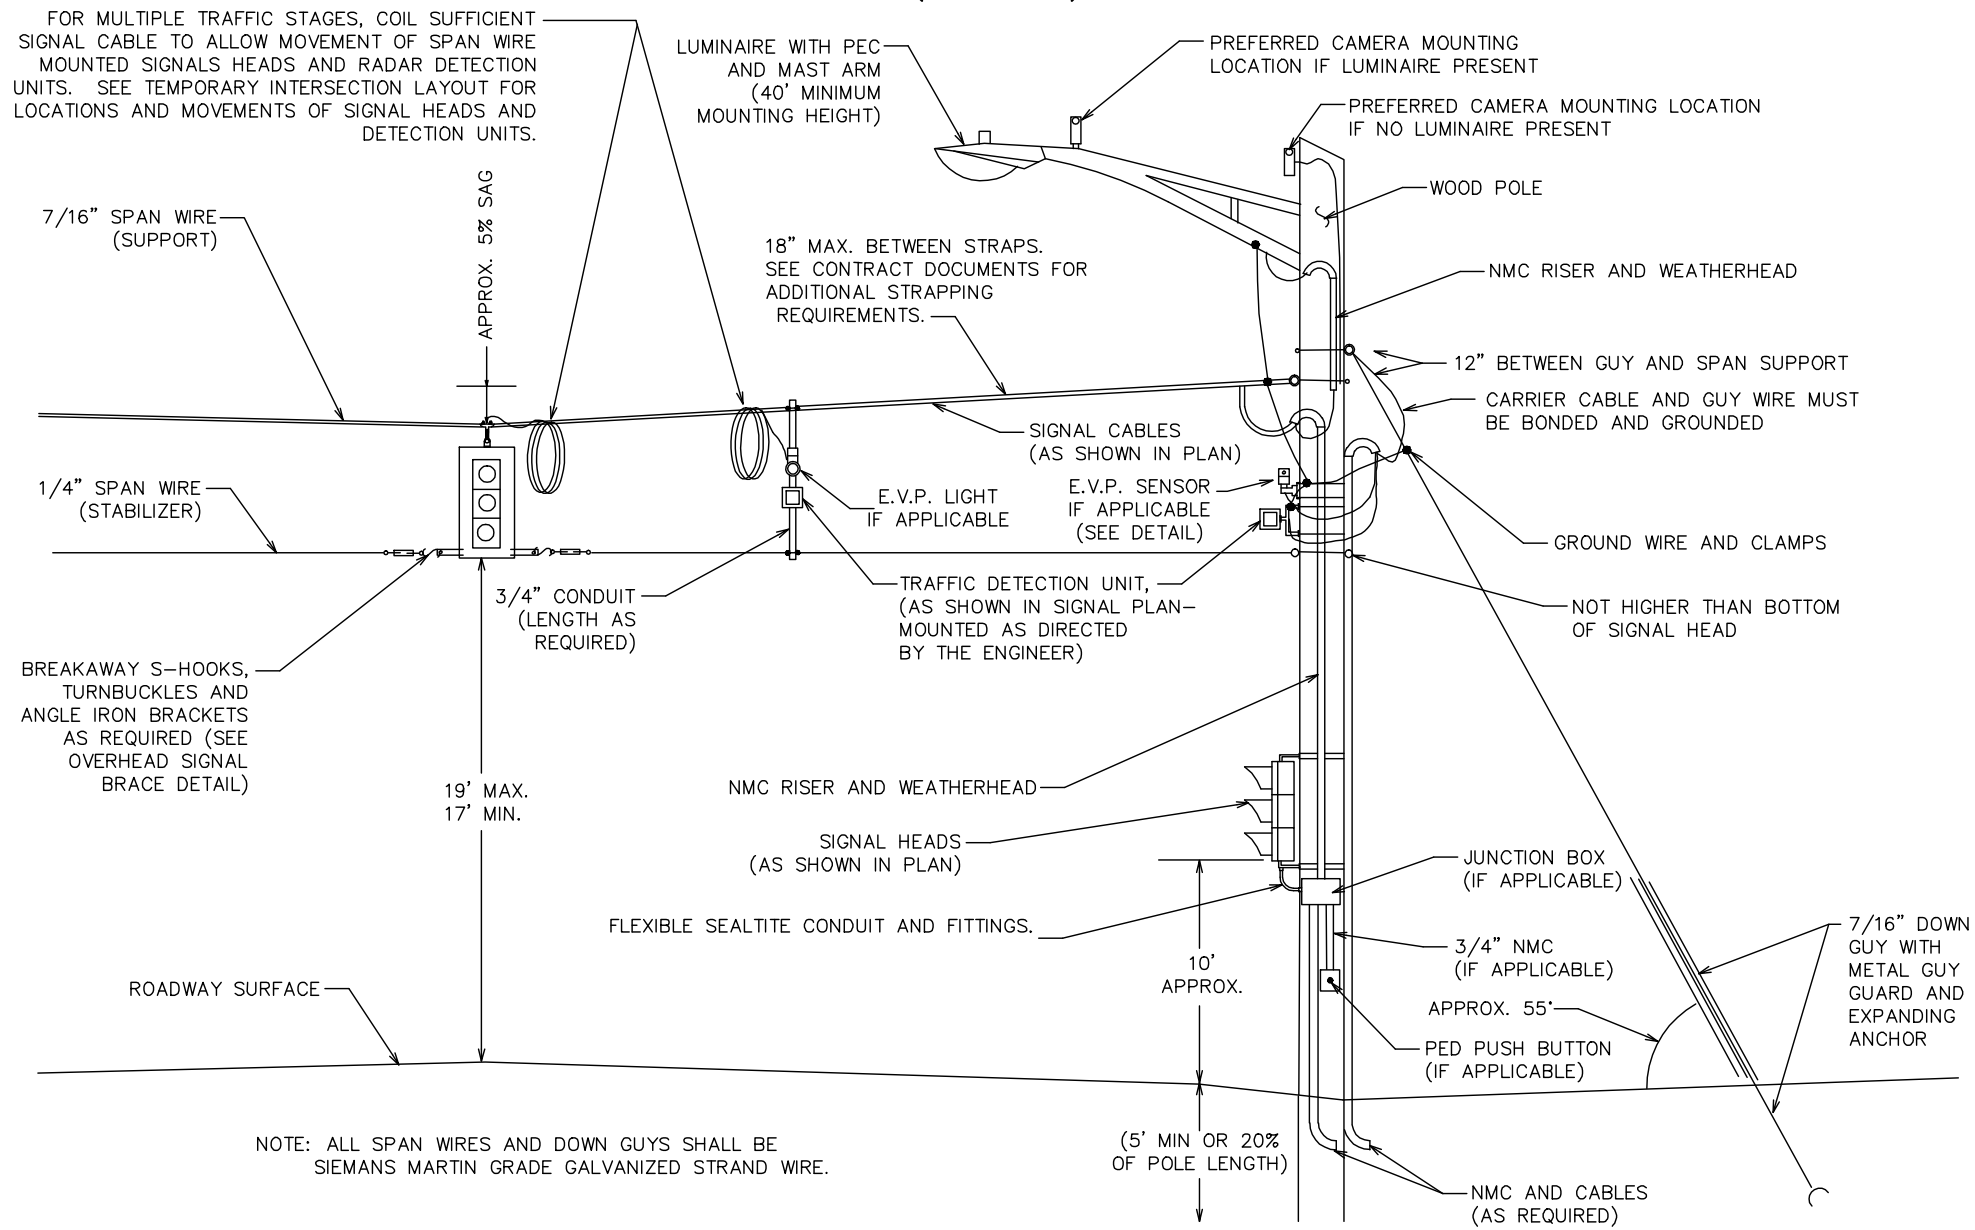 FOR MULTIPLE TRAFFIC STAGES, COIL SUFFICIENT
SIGNAL CABLE TO ALLOW MOVEMENT OF SPAN WIRE
MOUNTED SIGNALS HEADS AND RADAR DETECTION
UNITS. SEE TEMPORARY INTERSECTION LAYOUT FOR
LOCATIONS AND MOVEMENTS OF SIGNAL HEADS AND
DETECTION UNITS.
LUMINAIRE WITH PEC
AND MAST ARM
(40' MINIMUM
MOUNTING HEIGHT)
PREFERRED CAMERA MOUNTING
LOCATION IF LUMINAIRE PRESENT
PREFERRED CAMERA MOUNTING LOCATION
IF NO LUMINAIRE PRESENT
WOOD POLE
7/16" SPAN WIRE
(SUPPORT)
APPROX. 5% SAG
18" MAX. BETWEEN STRAPS.
SEE CONTRACT DOCUMENTS FOR
ADDITIONAL STRAPPING
REQUIREMENTS.
NMC RISER AND WEATHERHEAD
12" BETWEEN GUY AND SPAN SUPPORT
CARRIER CABLE AND GUY WIRE MUST
BE BONDED AND GROUNDED
SIGNAL CABLES
(AS SHOWN IN PLAN)
1/4" SPAN WIRE
(STABILIZER)
E.V.P. LIGHT
IF APPLICABLE
E.V.P. SENSOR
IF APPLICABLE
(SEE DETAIL)
GROUND WIRE AND CLAMPS
3/4" CONDUIT
(LENGTH AS
REQUIRED)
TRAFFIC DETECTION UNIT,
(AS SHOWN IN SIGNAL PLAN-
MOUNTED AS DIRECTED
BY THE ENGINEER)
NOT HIGHER THAN BOTTOM
OF SIGNAL HEAD
BREAKAWAY S-HOOKS,
TURNBUCKLES AND
ANGLE IRON BRACKETS
AS REQUIRED (SEE
OVERHEAD SIGNAL
BRACE DETAIL)
19' MAX.
17' MIN.
NMC RISER AND WEATHERHEAD
SIGNAL HEADS
(AS SHOWN IN PLAN)
JUNCTION BOX
(IF APPLICABLE)
FLEXIBLE SEALTITE CONDUIT AND FITTINGS.
3/4" NMC
(IF APPLICABLE)
7/16" DOWN
GUY WITH
METAL GUY
GUARD AND
EXPANDING
ANCHOR
10'
APPROX.
ROADWAY SURFACE
APPROX. 55°
PED PUSH BUTTON
(IF APPLICABLE)
NOTE: ALL SPAN WIRES AND DOWN GUYS SHALL BE
SIEMANS MARTIN GRADE GALVANIZED STRAND WIRE.
(5' MIN OR 20%
OF POLE LENGTH)
NMC AND CABLES
(AS REQUIRED)